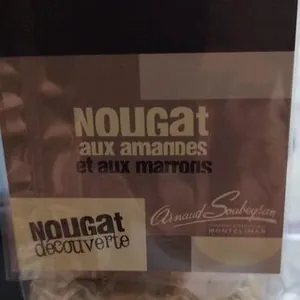 NOUGat
aux amandes
et aux marrons
NOUGat
découverte
Arnaud Soubeyran
MONTELIMAR